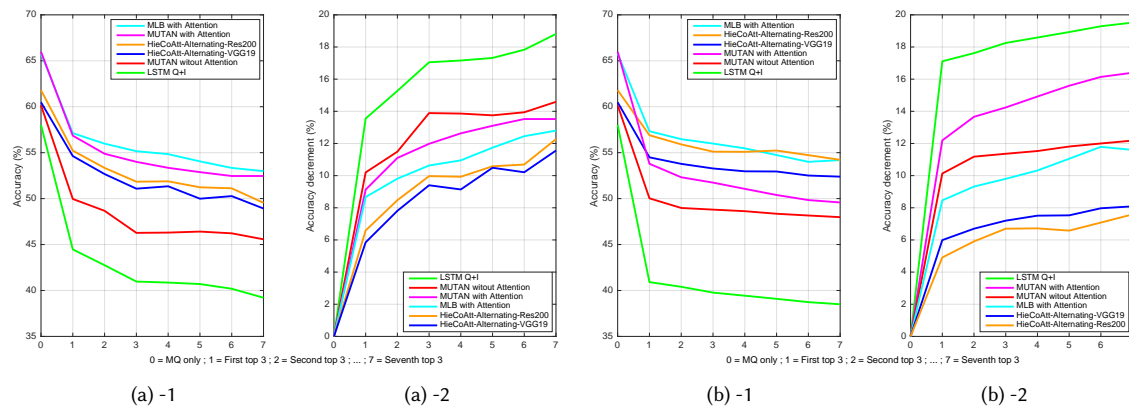 Accuracy (%)
65
60
55
50
45
40
35
0 1 2 3 4 5 6 7
MLB with Attention
MUTAN with Attention
HieCoAtt-Alternating-Res200
HieCoAtt-Alternating-VGG19
MUTAN witout Attention
LSTM Q+I
Accuracy decrement (%)
20
18
16
14
12
10
8
6
4
2
0
0 1 2 3 4 5 6 7
LSTM Q+I
MUTAN witout Attention
MUTAN with Attention
MLB with Attention
HieCoAtt-Alternating-Res200
HieCoAtt-Alternating-VGG19
0 = MQ only ; 1 = First top 3 ; 2 = Second top 3 ; ... ; 7 = Seventh top 3
(a) -1
(a) -2
Accuracy (%)
70
65
60
55
50
45
40
35
0 1 2 3 4 5 6 7
MLB with Attention
HieCoAtt-Alternating-Res200
HieCoAtt-Alternating-VGG19
MUTAN with Attention
MUTAN witout Attention
LSTM Q+I
Accuracy decrement (%)
20
18
16
14
12
10
8
6
4
2
0
0 1 2 3 4 5 6 7
LSTM Q+I
MUTAN with Attention
MUTAN witout Attention
MLB with Attention
HieCoAtt-Alternating-VGG19
HieCoAtt-Alternating-Res200
0 = MQ only ; 1 = First top 3 ; 2 = Second top 3 ; ... ; 7 = Seventh top 3
(b) -1
(b) -2